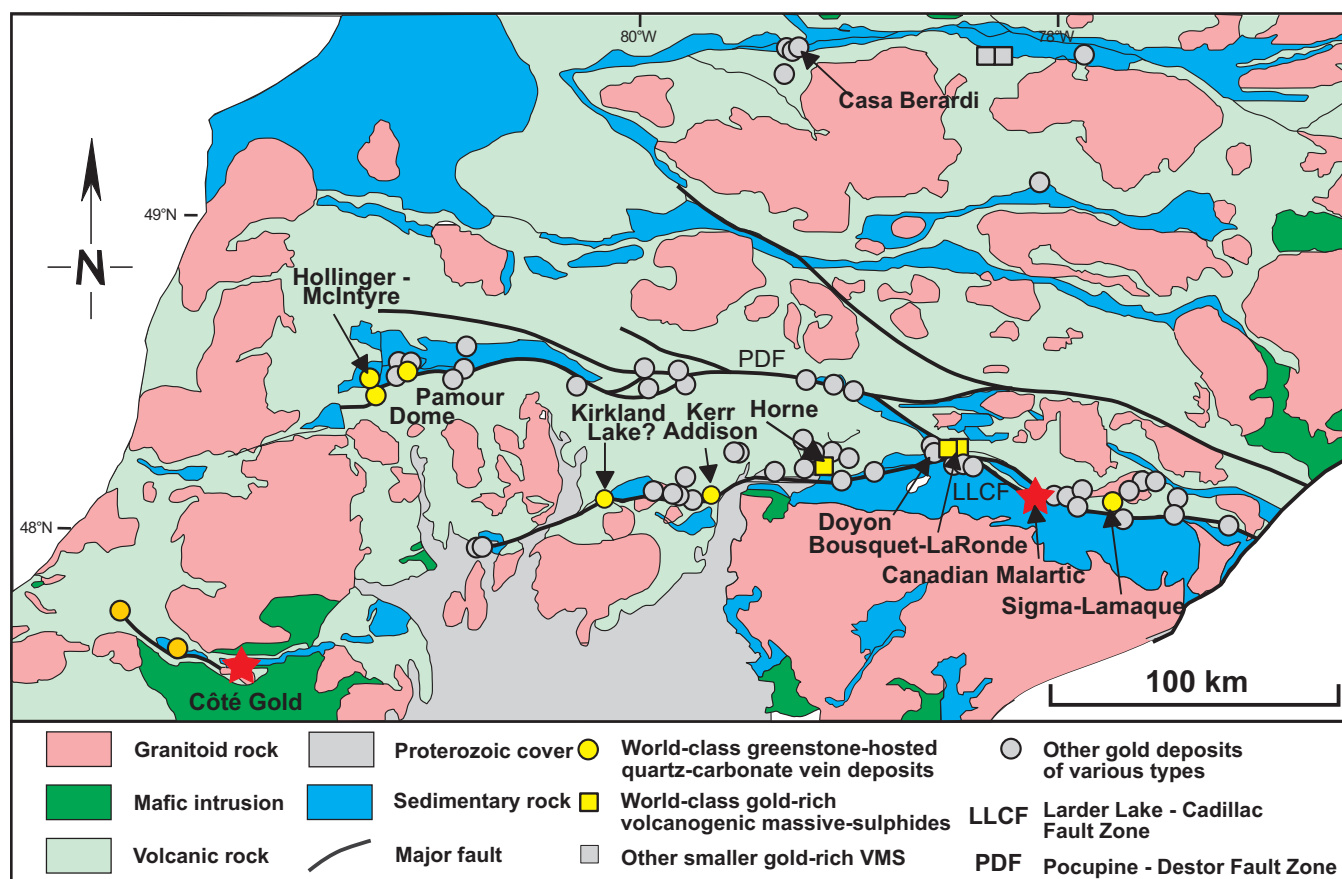 80°W
78°W
Casa Berardi
49°N
N
Hollinger -
McIntyre
PDF
Pamour
Dome
Kirkland
Lake?
Kerr
Addison
Horne
LLCF
48°N
Doyon
Bousquet-LaRonde
Canadian Malartic
Sigma-Lamaque
Côté Gold
100 km
Granitoid rock
Mafic intrusion
Volcanic rock
Proterozoic cover
Sedimentary rock
Major fault
World-class greenstone-hosted
quartz-carbonate vein deposits
World-class gold-rich
volcanogenic massive-sulphides
Other smaller gold-rich VMS
Other gold deposits
of various types
LLCF Larder Lake - Cadillac
Fault Zone
PDF Pocupine - Destor Fault Zone